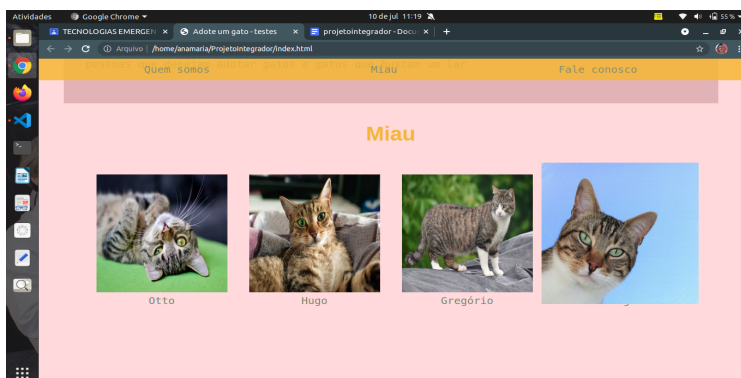 Atividades Google Chrome 10 de jul 11:19 55 %
TECNOLOGIAS EMERGEN × Adote um gato - testes × projetointegrador - Docu × +
Arquivo | /home/anamaria/ProjetoIntegrador/index.html
Quem somos Miau Fale conosco
Miau
Otto Hugo Gregório